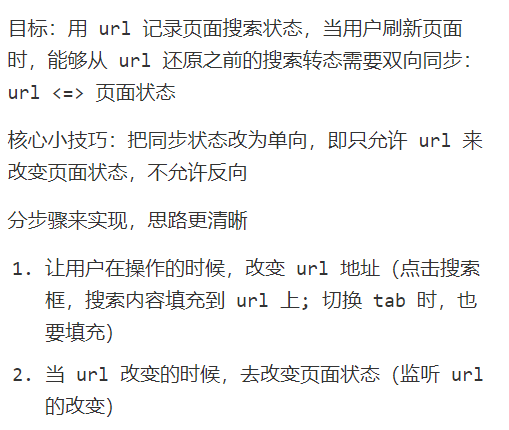 目标：用 url 记录页面搜索状态，当用户刷新页面
时，能够从 url 还原之前的搜索转态需要双向同步：
url <=> 页面状态
核心小技巧：把同步状态改为单向，即只允许 url 来
改变页面状态，不允许反向
分步骤来实现，思路更清晰
1. 让用户在操作的时候，改变 url 地址（点击搜索
框，搜索内容填充到 url 上; 切换 tab 时，也
要填充）
2. 当 url 改变的时候，去改变页面状态（监听 url
的改变）